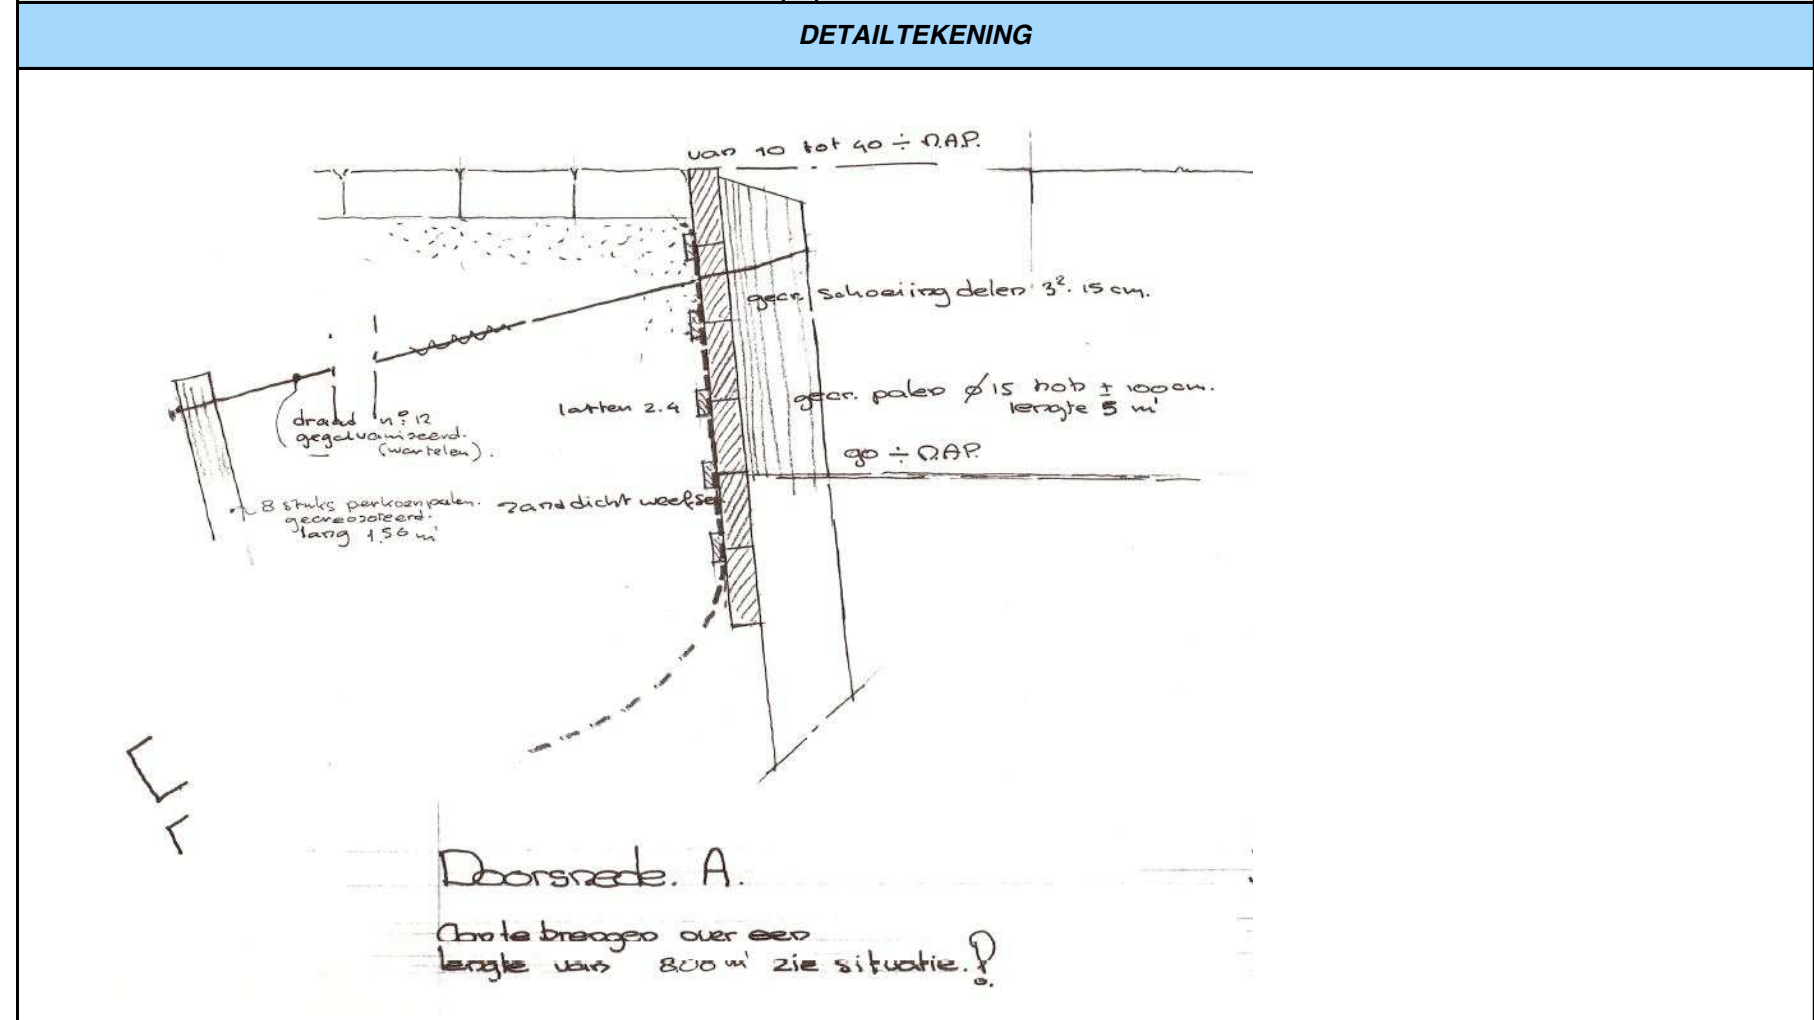 DETAILTEKENING
van 10 tot 40 ÷ N.A.P.
gecr. schoeiing delen 3². 15 cm.
gecr. palen ⌀ 15 hoh ± 100 cm.
lengte 5 m'
latten 2.4
draad n° 12
gegalvaniseerd.
(wartelen).
90 ÷ N.A.P.
8 stuks perkoenpalen.
gecreosoteerd.
lang 1.56 m'
zanddicht weefsel
Doorsnede. A.
Aan te brengen over een
lengte van 8.00 m' zie situatie.!